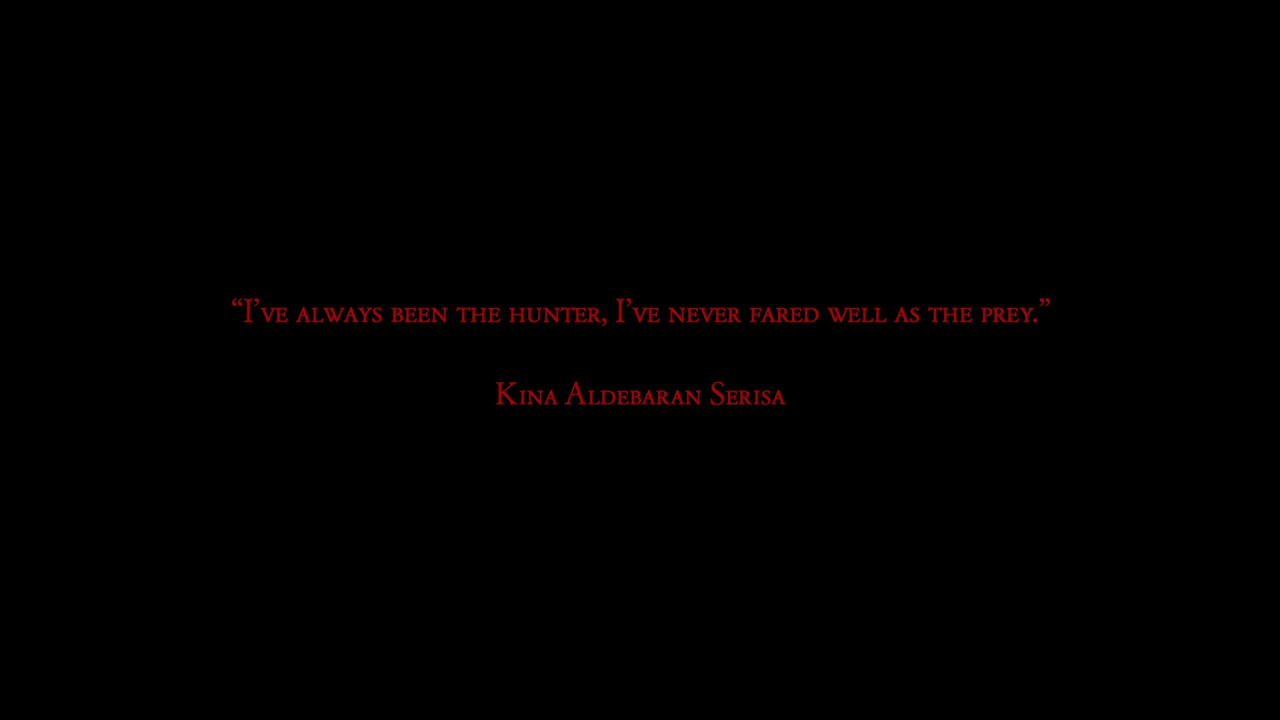 “I’ve always been the hunter, I’ve never fared well as the prey.”
Kina Aldebaran Serisa